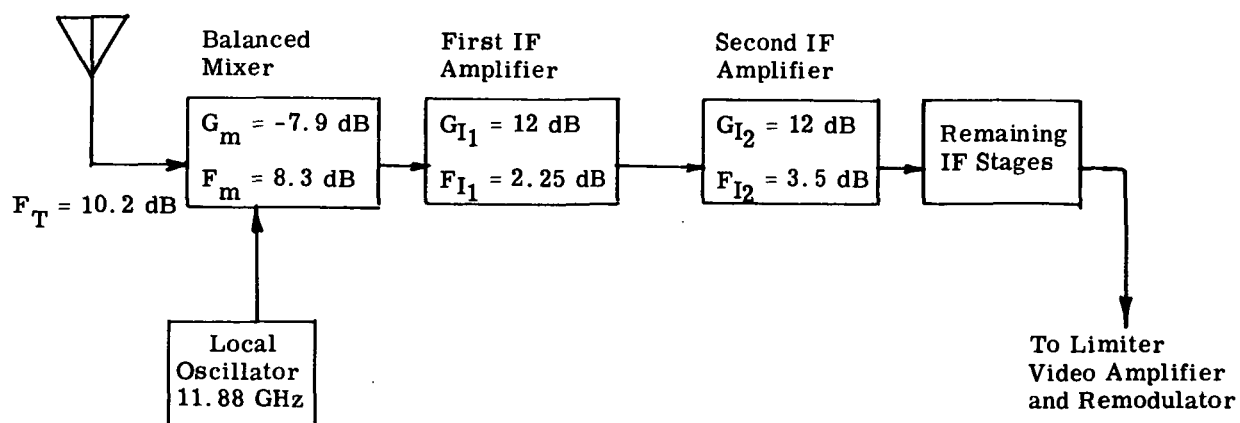 Balanced
Mixer
First IF
Amplifier
Second IF
Amplifier
G_m = -7.9 dB
F_m = 8.3 dB
G_I1 = 12 dB
F_I1 = 2.25 dB
G_I2 = 12 dB
F_I2 = 3.5 dB
Remaining
IF Stages
F_T = 10.2 dB
Local
Oscillator
11.88 GHz
To Limiter
Video Amplifier
and Remodulator